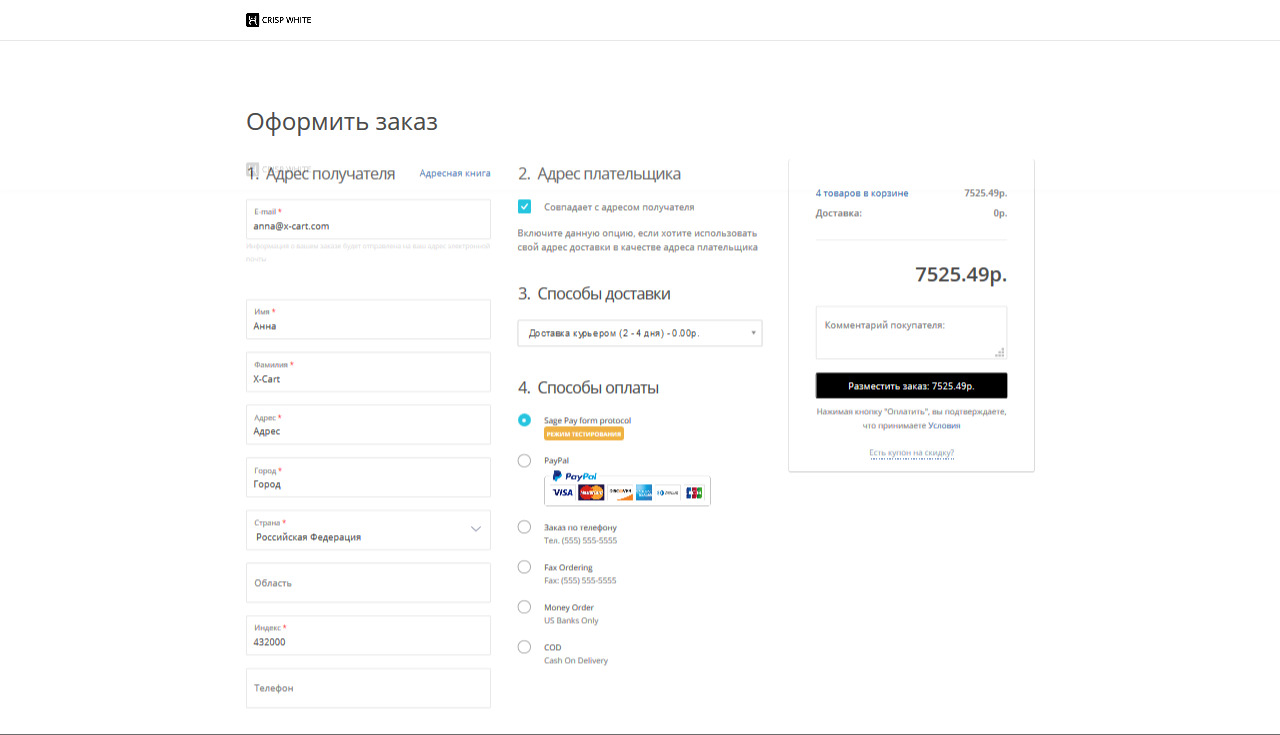 CRISP WHITE
Оформить заказ
CRISP WHITE
1. Адрес получателя
Адресная книга
E-mail *
anna@x-cart.com
Информация о вашем заказе будет отправлена на ваш адрес электронной
почты.
Имя *
Анна
Фамилия *
X-Cart
Адрес *
Адрес
Город *
Город
Страна *
Российская Федерация
Область
Индекс *
432000
Телефон
2. Адрес плательщика
Совпадает с адресом получателя
Включите данную опцию, если хотите использовать
свой адрес доставки в качестве адреса плательщика
3. Способы доставки
Доставка курьером (2 - 4 дня) - 0.00р.
4. Способы оплаты
Sage Pay form protocol
РЕЖИМ ТЕСТИРОВАНИЯ
PayPal
PayPal
VISA MasterCard DISCOVER JCB
Заказ по телефону
Тел. (555) 555-5555
Fax Ordering
Fax: (555) 555-5555
Money Order
US Banks Only
COD
Cash On Delivery
4 товаров в корзине 7525.49р.
Доставка: 0р.
7525.49р.
Комментарий покупателя:
Разместить заказ: 7525.49р.
Нажимая кнопку "Оплатить", вы подтверждаете,
что принимаете Условия
Есть купон на скидку?